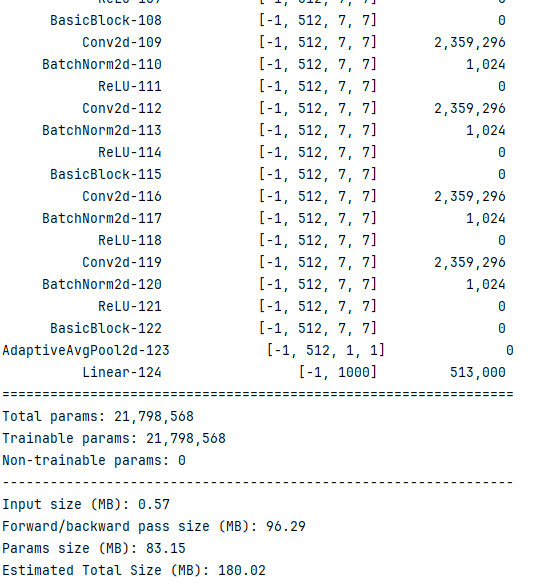 ReLU-107 [-1, 512, 7, 7] 0
BasicBlock-108 [-1, 512, 7, 7] 0
Conv2d-109 [-1, 512, 7, 7] 2,359,296
BatchNorm2d-110 [-1, 512, 7, 7] 1,024
ReLU-111 [-1, 512, 7, 7] 0
Conv2d-112 [-1, 512, 7, 7] 2,359,296
BatchNorm2d-113 [-1, 512, 7, 7] 1,024
ReLU-114 [-1, 512, 7, 7] 0
BasicBlock-115 [-1, 512, 7, 7] 0
Conv2d-116 [-1, 512, 7, 7] 2,359,296
BatchNorm2d-117 [-1, 512, 7, 7] 1,024
ReLU-118 [-1, 512, 7, 7] 0
Conv2d-119 [-1, 512, 7, 7] 2,359,296
BatchNorm2d-120 [-1, 512, 7, 7] 1,024
ReLU-121 [-1, 512, 7, 7] 0
BasicBlock-122 [-1, 512, 7, 7] 0
AdaptiveAvgPool2d-123 [-1, 512, 1, 1] 0
Linear-124 [-1, 1000] 513,000
================================================================
Total params: 21,798,568
Trainable params: 21,798,568
Non-trainable params: 0
----------------------------------------------------------------
Input size (MB): 0.57
Forward/backward pass size (MB): 96.29
Params size (MB): 83.15
Estimated Total Size (MB): 180.02